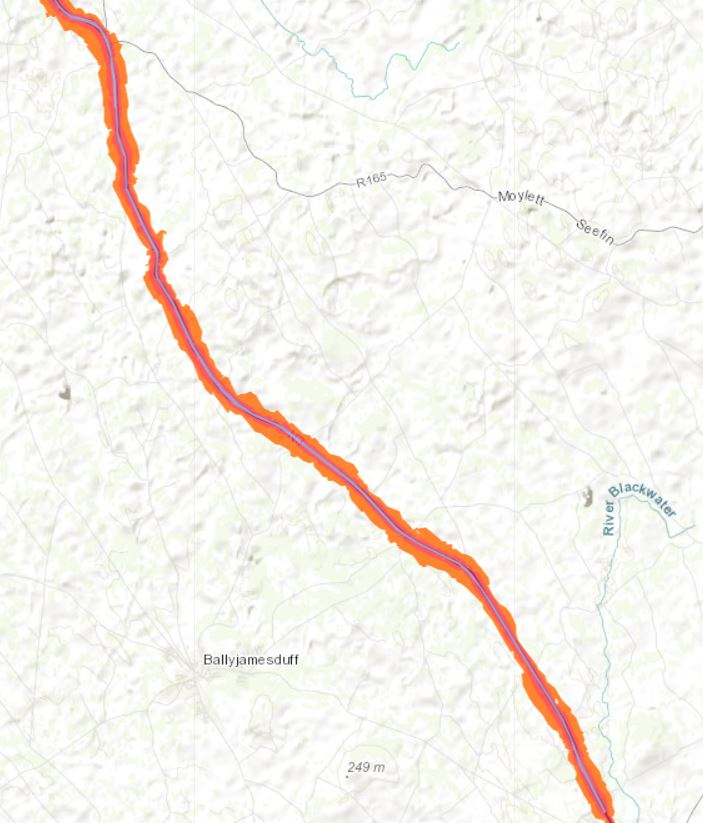 R165
Moylett
Seefin
River Blackwater
Ballyjamesduff
249 m